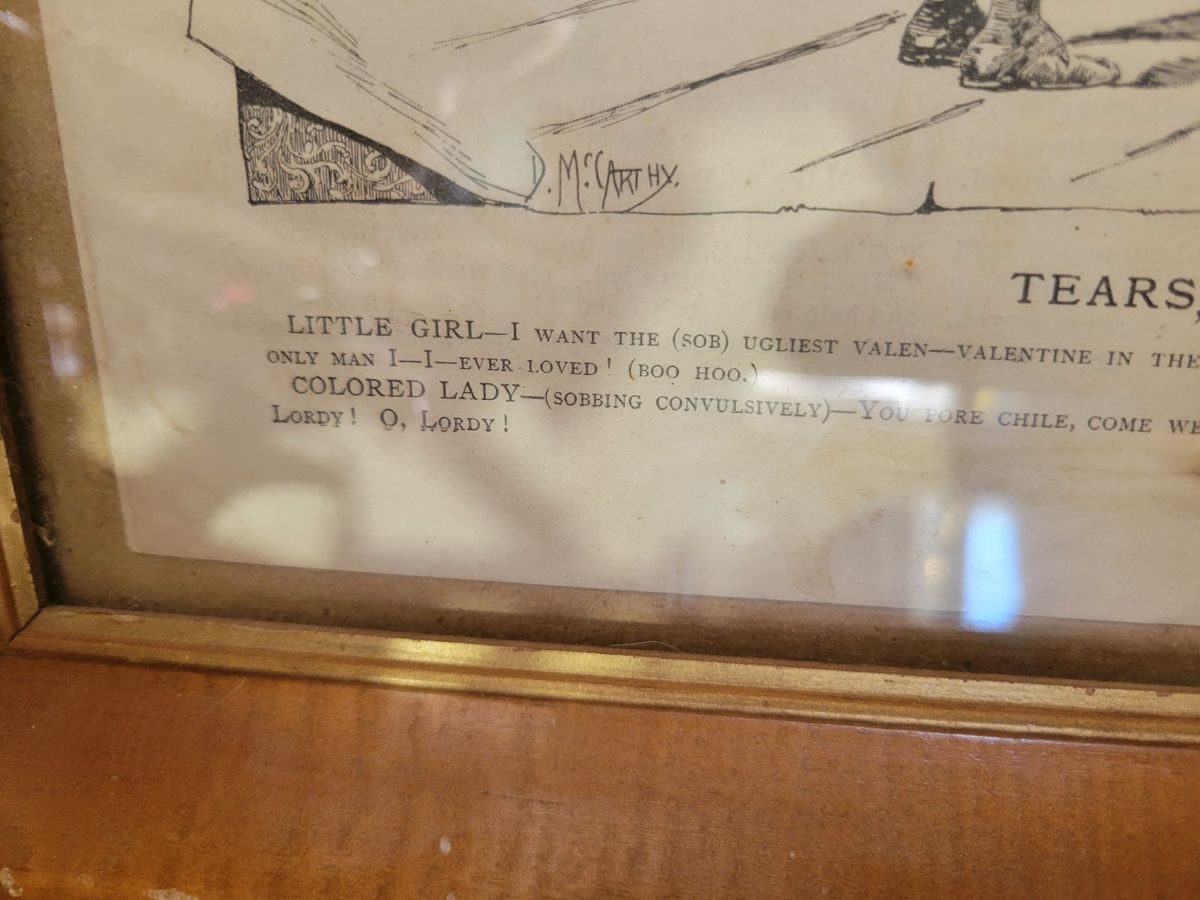 D. McCARTHY.
TEARS,
LITTLE GIRL—I WANT THE (SOB) UGLIEST VALEN—VALENTINE IN THE
ONLY MAN I—I—EVER LOVED! (BOO HOO.)
COLORED LADY—(SOBBING CONVULSIVELY)—YOU PORE CHILE, COME WE
LORDY! O, LORDY!